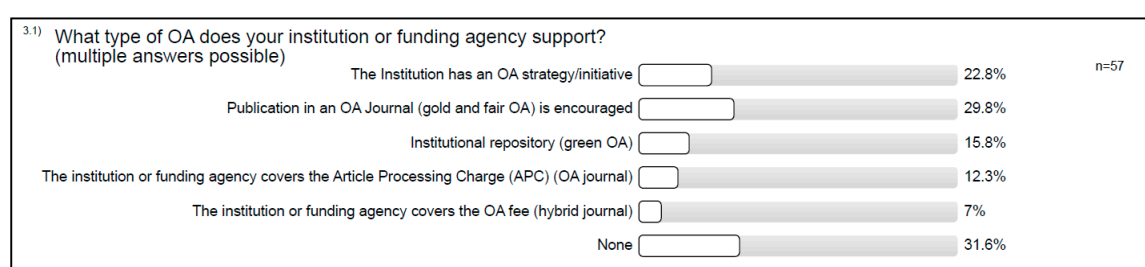 3.1) What type of OA does your institution or funding agency support?
(multiple answers possible)
n=57
The Institution has an OA strategy/initiative 22.8%
Publication in an OA Journal (gold and fair OA) is encouraged 29.8%
Institutional repository (green OA) 15.8%
The institution or funding agency covers the Article Processing Charge (APC) (OA journal) 12.3%
The institution or funding agency covers the OA fee (hybrid journal) 7%
None 31.6%